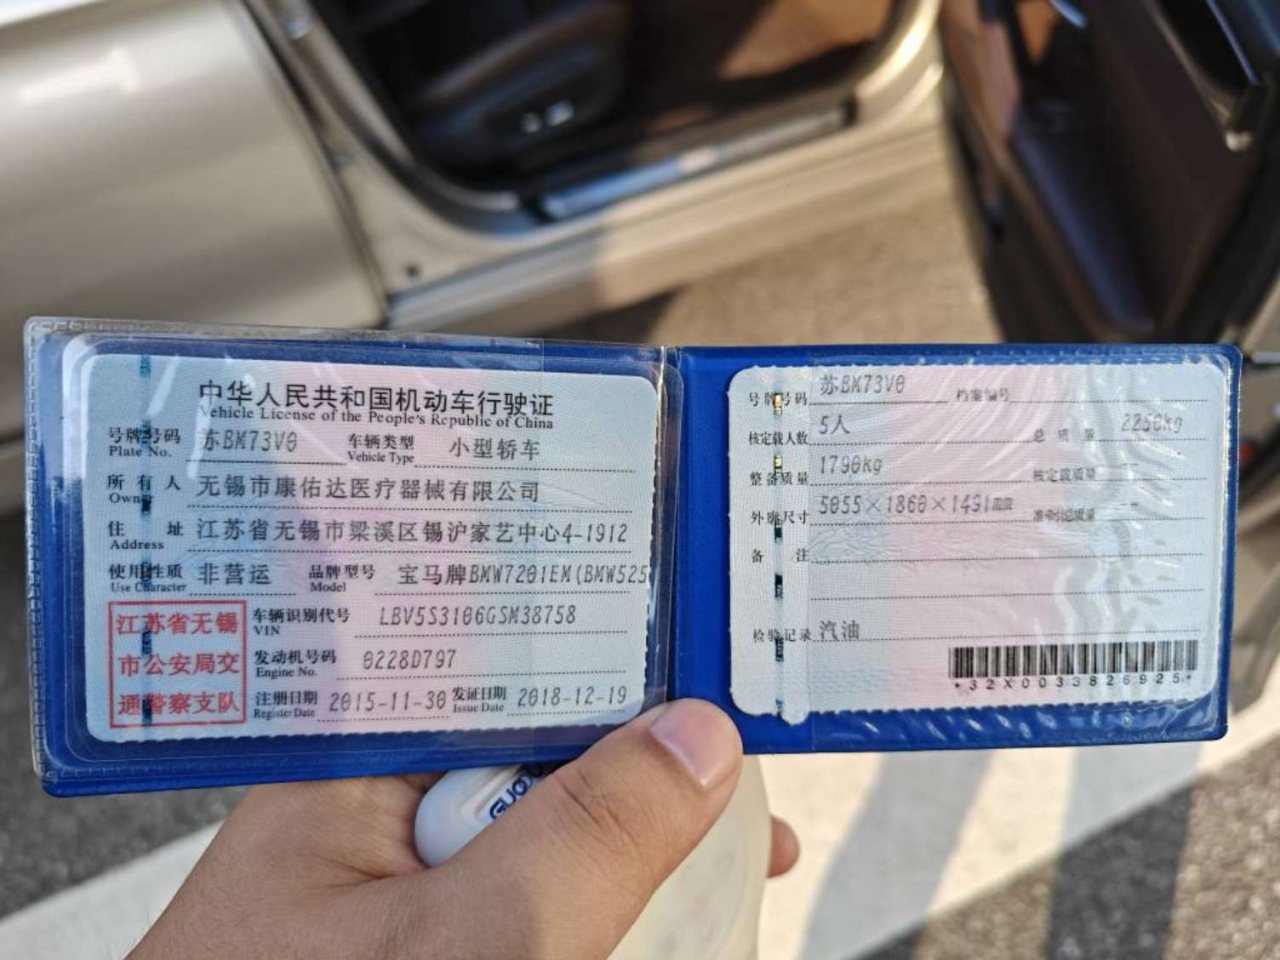 中华人民共和国机动车行驶证
Vehicle License of the People's Republic of China
号牌号码 苏BM73V0 车辆类型 小型轿车
Plate No. Vehicle Type
所有人 无锡市康佑达医疗器械有限公司
Owner
住址 江苏省无锡市梁溪区锡沪家艺中心4-1912
Address
使用性质 非营运 品牌型号 宝马牌BMW7201EM(BMW525
Use Character Model
江苏省无锡
市公安局交
通警察支队
车辆识别代号 LBV5S3106GSM38758
VIN
发动机号码 0228D797
Engine No.
注册日期 2015-11-30 发证日期 2018-12-19
Register Date Issue Date
号牌号码 苏BM73V0 档案编号
核定载人数 5人 总质量 2250kg
整备质量 1790kg 核定载质量 --
外廓尺寸 5055×1860×1491mm 准牵引总质量 --
备注
检验记录 汽油
*32X0033826925*